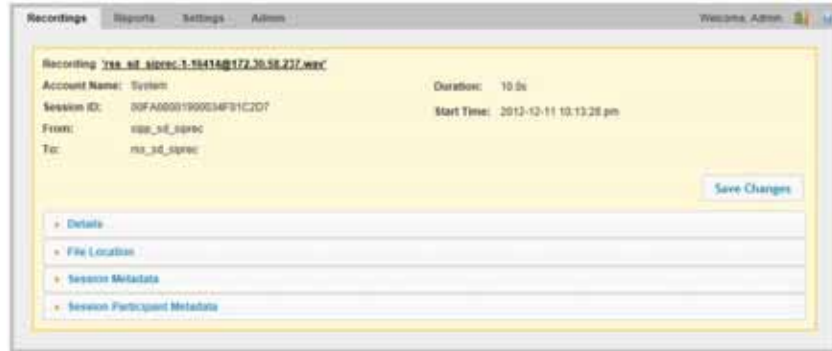 Recordings Reports Settings Admin Welcome, Admin
Recording 'rss_sd_siprec-1-16414@172.30.58.237.wav'
Account Name: System Duration: 10.0s
Session ID: 00FA00001900034F01C2D7 Start Time: 2012-12-11 10:13:28 pm
From: sipp_sd_siprec
To: rss_sd_siprec
Save Changes
Details
File Location
Session Metadata
Session Participant Metadata